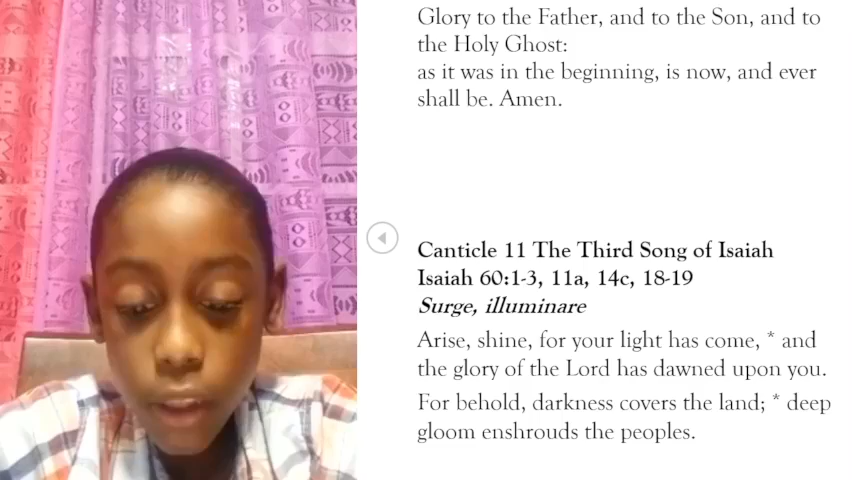 Glory to the Father, and to the Son, and to
the Holy Ghost:
as it was in the beginning, is now, and ever
shall be. Amen.
Canticle 11 The Third Song of Isaiah
Isaiah 60:1-3, 11a, 14c, 18-19
Surge, illuminare
Arise, shine, for your light has come, * and
the glory of the Lord has dawned upon you.
For behold, darkness covers the land; * deep
gloom enshrouds the peoples.